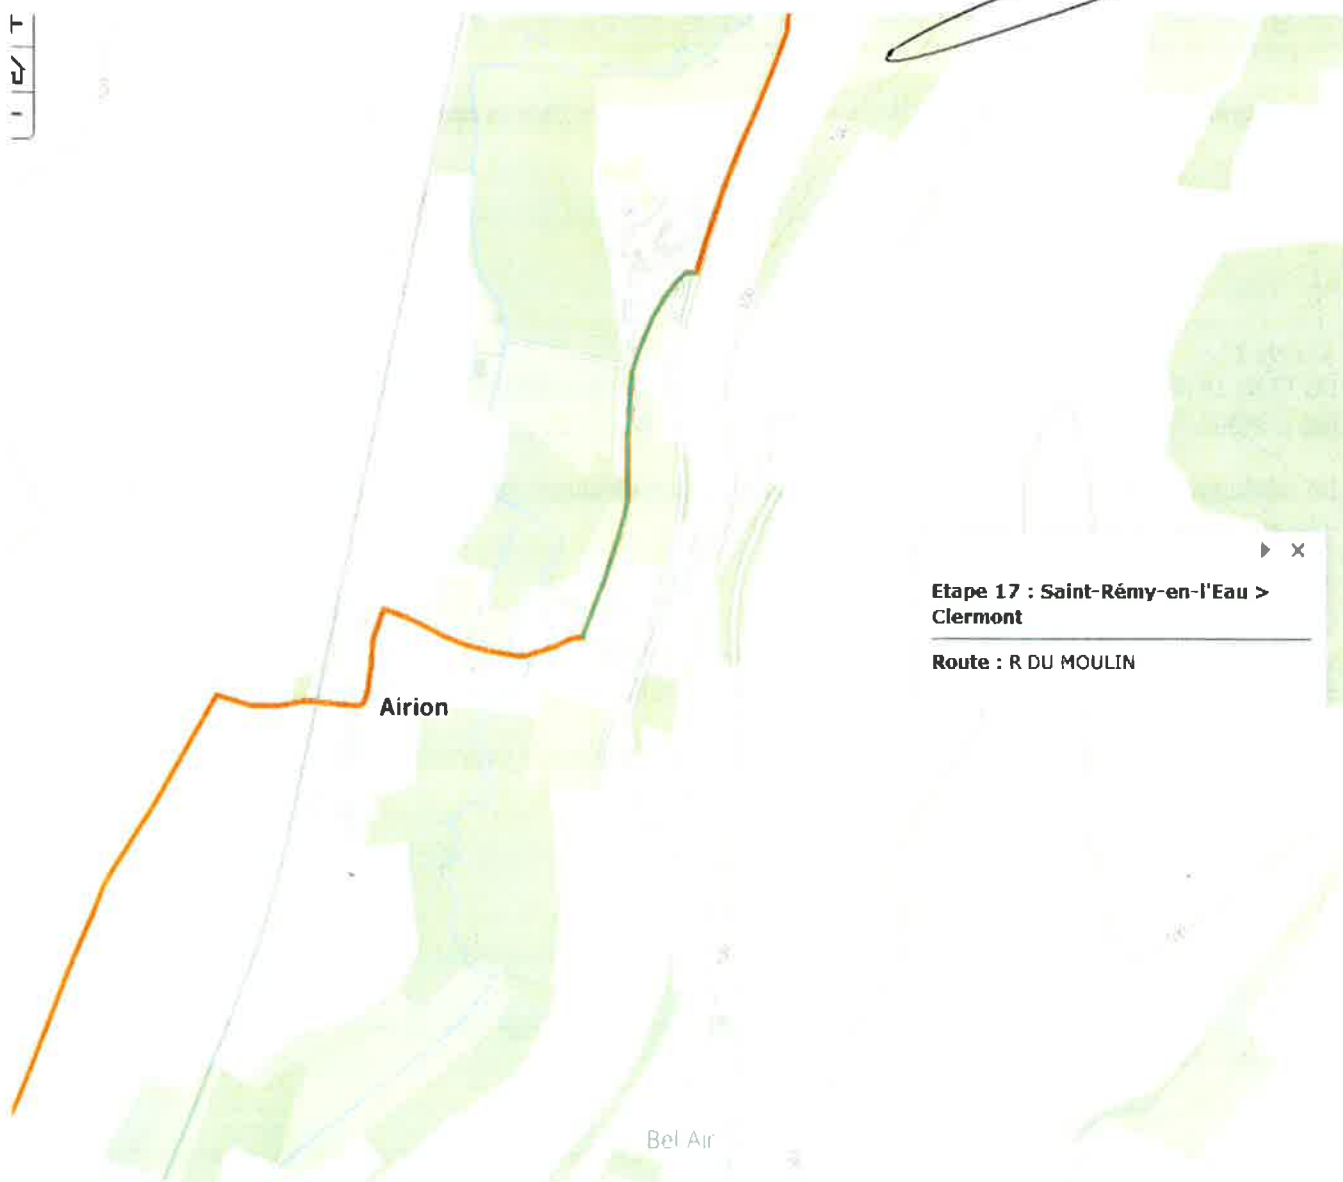 Airion
Etape 17 : Saint-Rémy-en-l'Eau >
Clermont
Route : R DU MOULIN
Bel Air